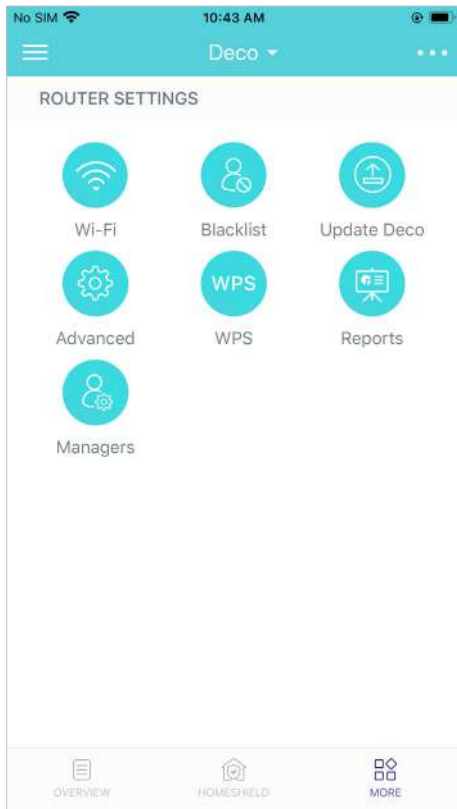 No SIM 10:43 AM
Deco
ROUTER SETTINGS
Wi-Fi Blacklist Update Deco
WPS
Advanced WPS Reports
Managers
OVERVIEW HOMESHIELD MORE